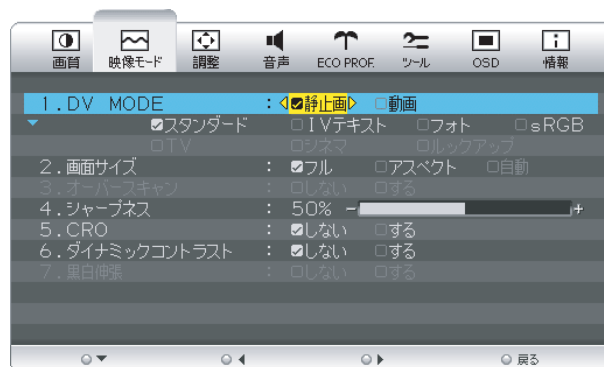 画質 映像モード 調整 音声 ECO PROF. ツール OSD 情報
1.DV MODE : 静止画 動画
スタンダード IVテキスト フォト sRGB
TV シネマ ルックアップ
2.画面サイズ : フル アスペクト 自動
3.オーバースキャン : しない する
4.シャープネス : 50% - +
5.CRO : しない する
6.ダイナミックコントラスト : しない する
7.黒白伸張 : しない する
戻る